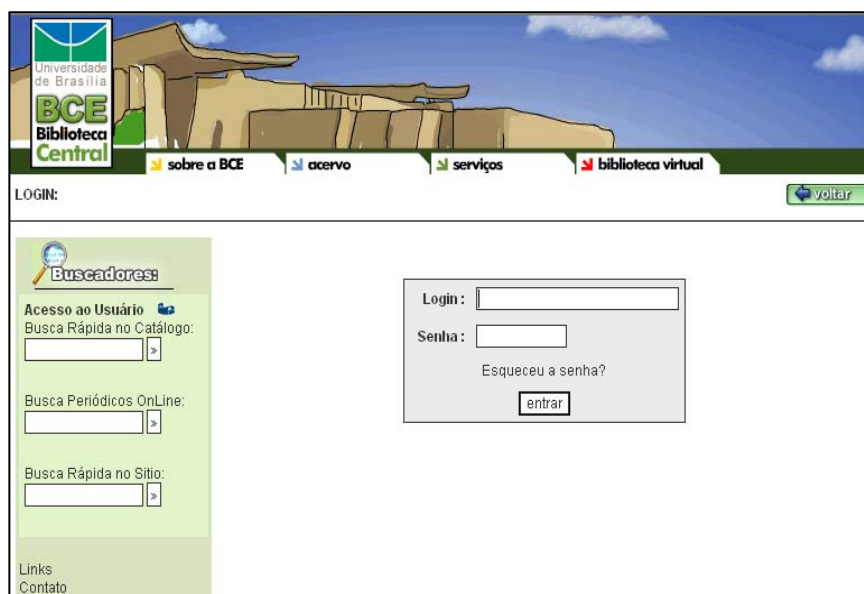 Universidade
de Brasília
BCE
Biblioteca
Central
sobre a BCE
acervo
serviços
biblioteca virtual
LOGIN:
voltar
Buscadores:
Acesso ao Usuário
Busca Rápida no Catálogo:
»
Busca Periódicos OnLine:
»
Busca Rápida no Sitio:
»
Links
Contato
Login :
Senha :
Esqueceu a senha?
entrar